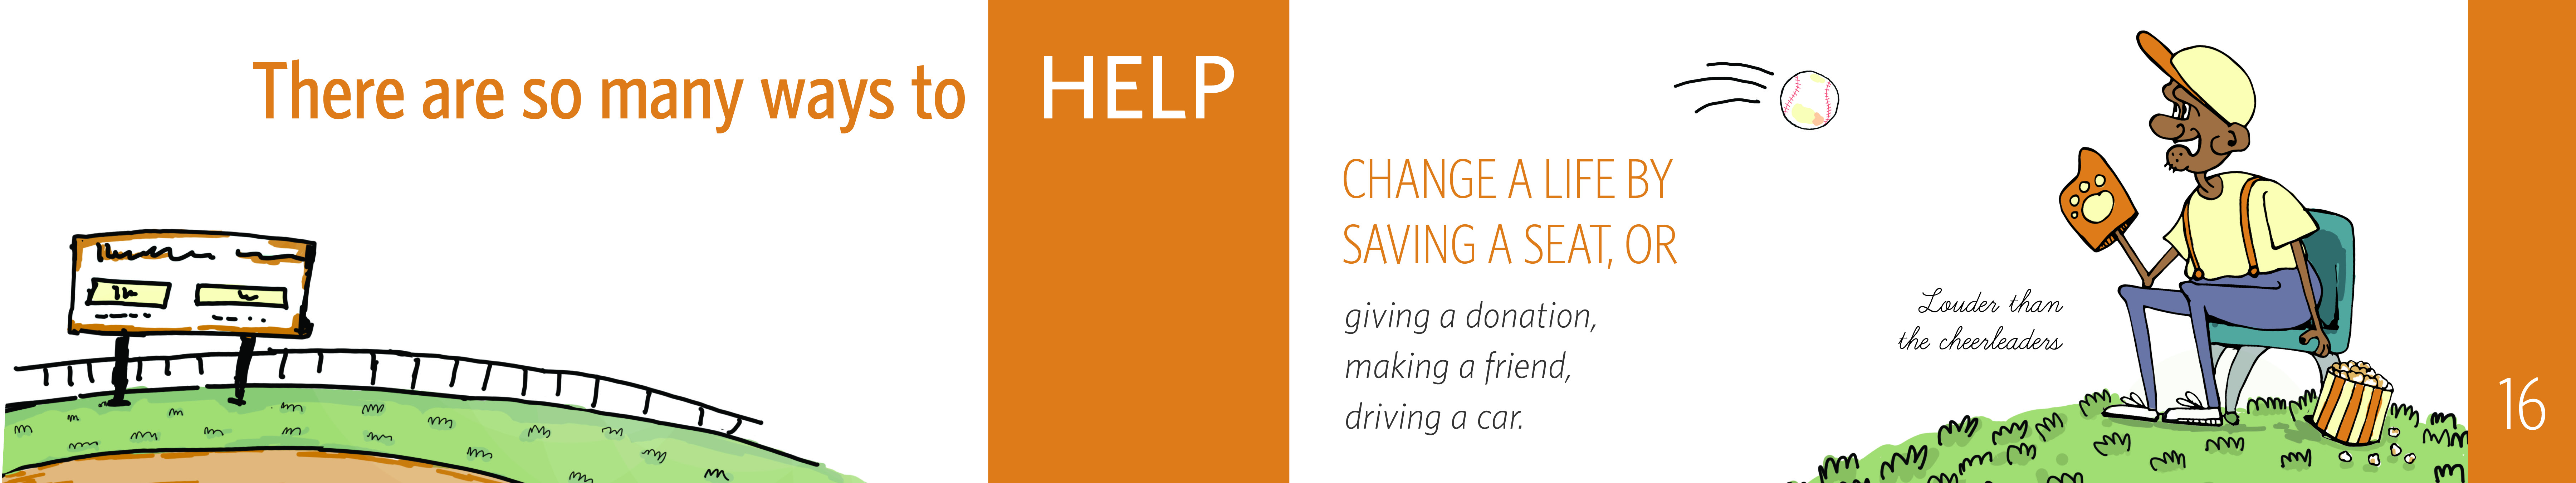 There are so many ways to HELP
CHANGE A LIFE BY
SAVING A SEAT, OR
giving a donation,
making a friend,
driving a car.
Louder than
the cheerleaders
16